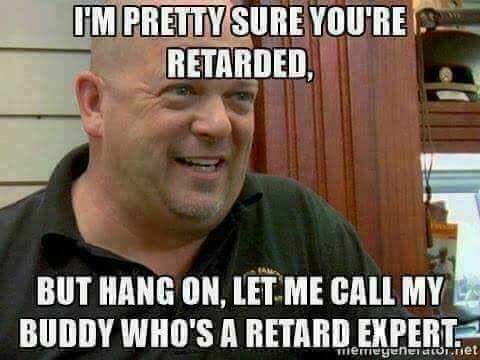 I'M PRETTY SURE YOU'RE
RETARDED,
BUT HANG ON, LET ME CALL MY
BUDDY WHO'S A RETARD EXPERT.
memegenerator.net